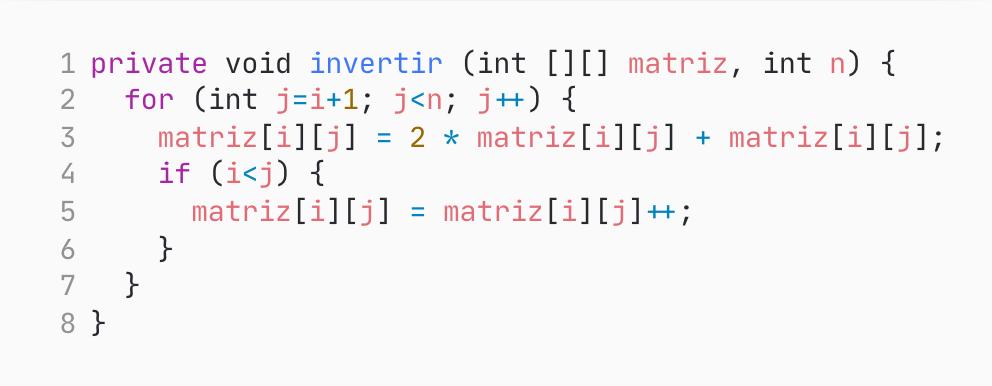 1 private void invertir (int [][] matriz, int n) {
2   for (int j=i+1; j<n; j++) {
3     matriz[i][j] = 2 * matriz[i][j] + matriz[i][j];
4     if (i<j) {
5       matriz[i][j] = matriz[i][j]++;
6     }
7   }
8 }